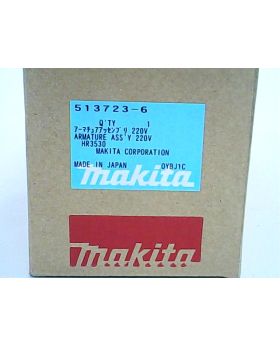 513723-6
Q'TY 1
アーマチュアアッセンブリ 220V
ARMATURE ASS'Y 220V
HR3530
MAKITA CORPORATION
MADE IN JAPAN OYBJ1C
makita
makita